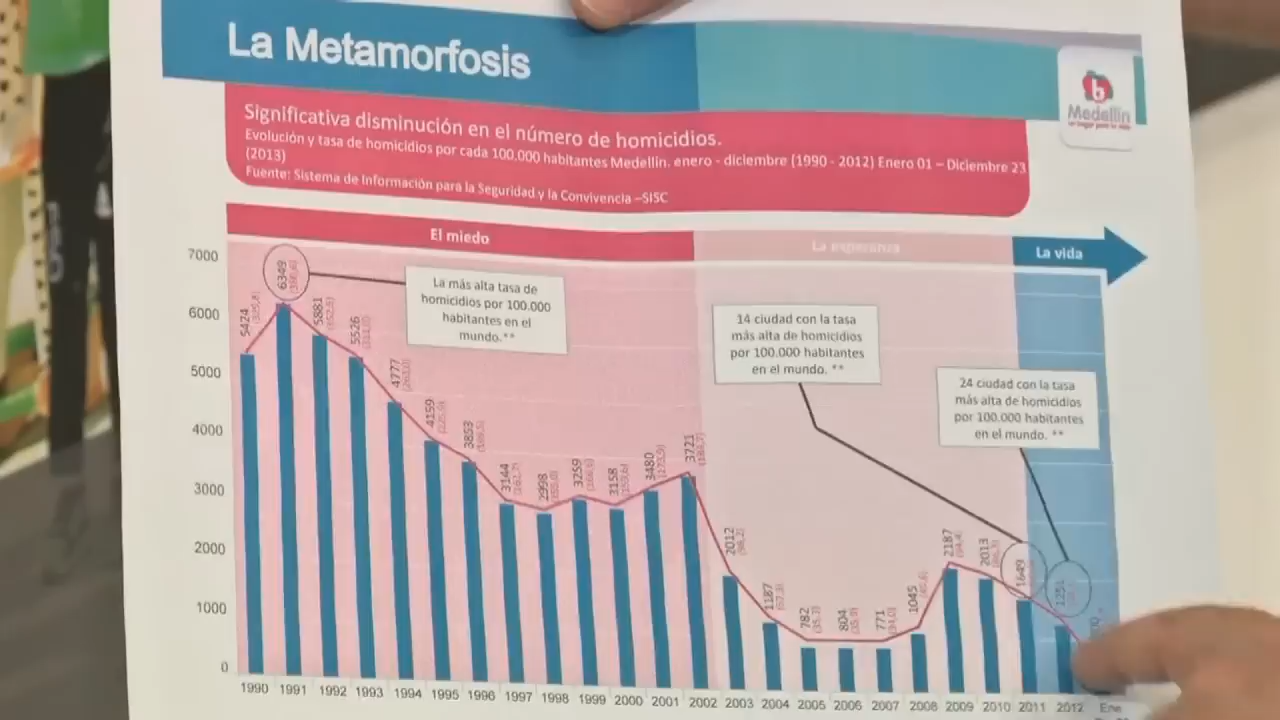 La Metamorfosis
Medellín
Significativa disminución en el número de homicidios.
Evolución y tasa de homicidios por cada 100.000 habitantes Medellín. enero - diciembre (1990 - 2012) Enero 01 – Diciembre 23
(2013)
Fuente: Sistema de Información para la Seguridad y la Convivencia –SISC
El miedo
La esperanza
La vida
La más alta tasa de
homicidios por 100.000
habitantes en el
mundo.**
14 ciudad con la tasa
más alta de homicidios
por 100.000 habitantes
en el mundo. **
24 ciudad con la tasa
más alta de homicidios
por 100.000 habitantes
en el mundo. **
7000
6000
5000
4000
3000
2000
1000
0
5424
6349
5881
5526
4777
4159
3853
3144
2998
3259
3158
3480
3721
2012
1187
782
804
771
1045
2187
2013
1649
1251
1990 1991 1992 1993 1994 1995 1996 1997 1998 1999 2000 2001 2002 2003 2004 2005 2006 2007 2008 2009 2010 2011 2012 Ene